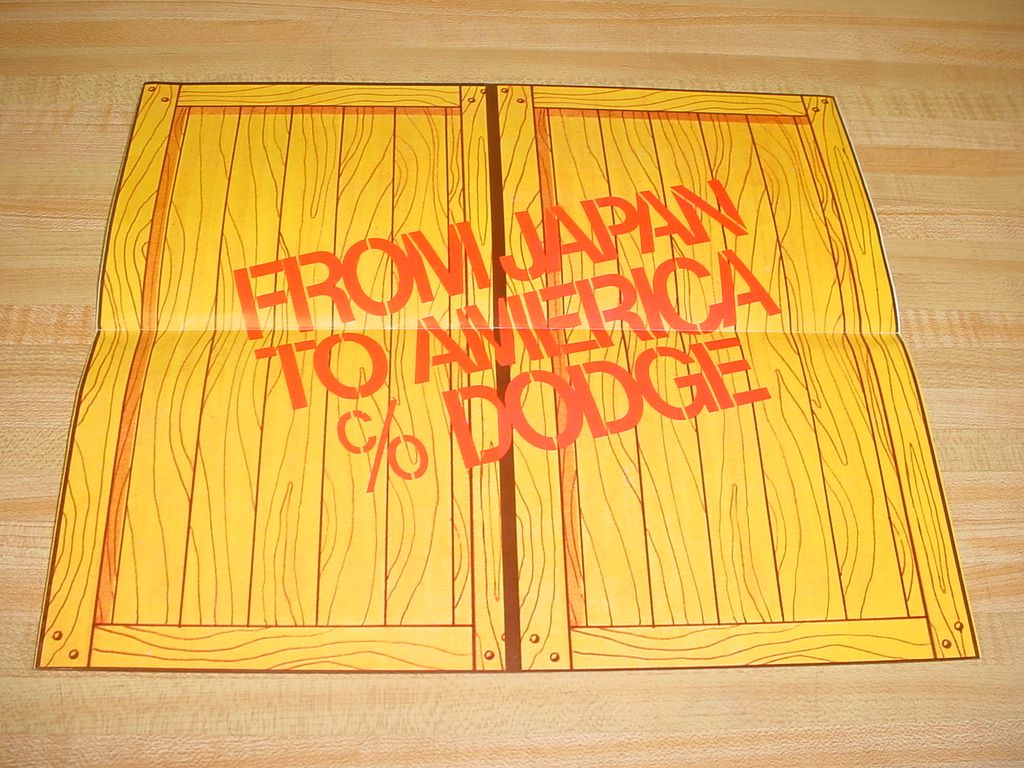 FROM JAPAN
TO AMERICA
c/o DODGE